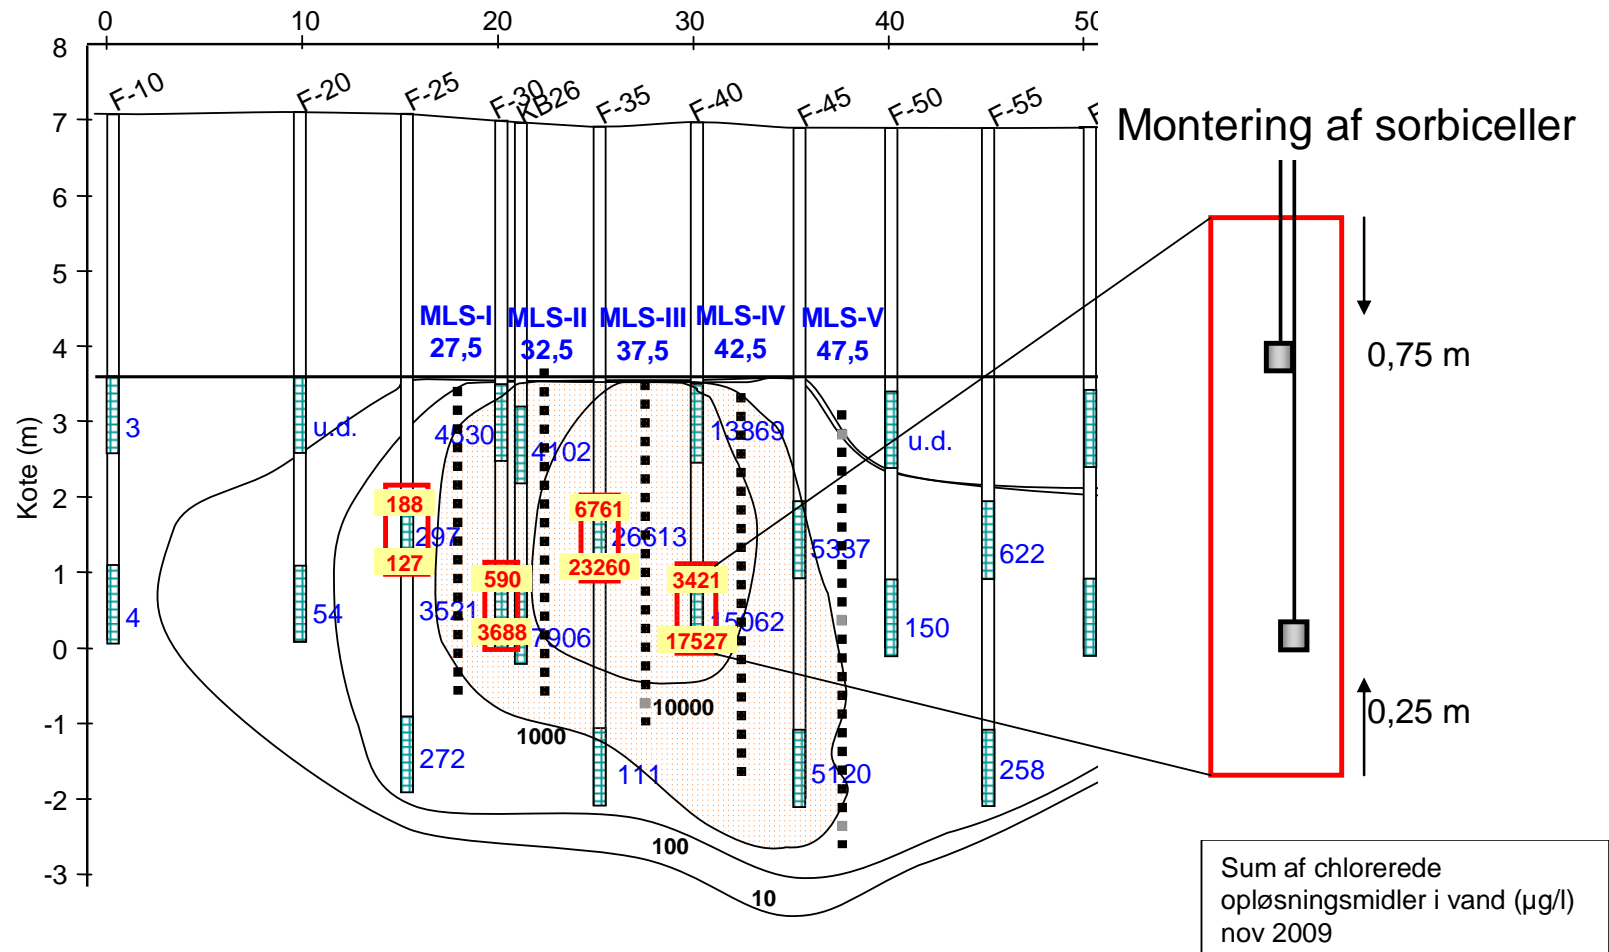 0 10 20 30 40 50
8
F-10 F-20 F-25 F-30 KB26 F-35 F-40 F-45 F-50 F-55 F
7
Montering af sorbiceller
6
5
MLS-I MLS-II MLS-III MLS-IV MLS-V
27,5 32,5 37,5 42,5 47,5
4
0,75 m
3
3 u.d. 4530 4102 13869 u.d.
Kote (m)
2
188 6761
297 26613 5337 622
127 23260
1
590 3421
4 54 3521 15062 150
3688 7906 17527
0
10000
0,25 m
-1
1000
272 111 5120 258
-2
100
-3
10
Sum af chlorerede
opløsningsmidler i vand (µg/l)
nov 2009